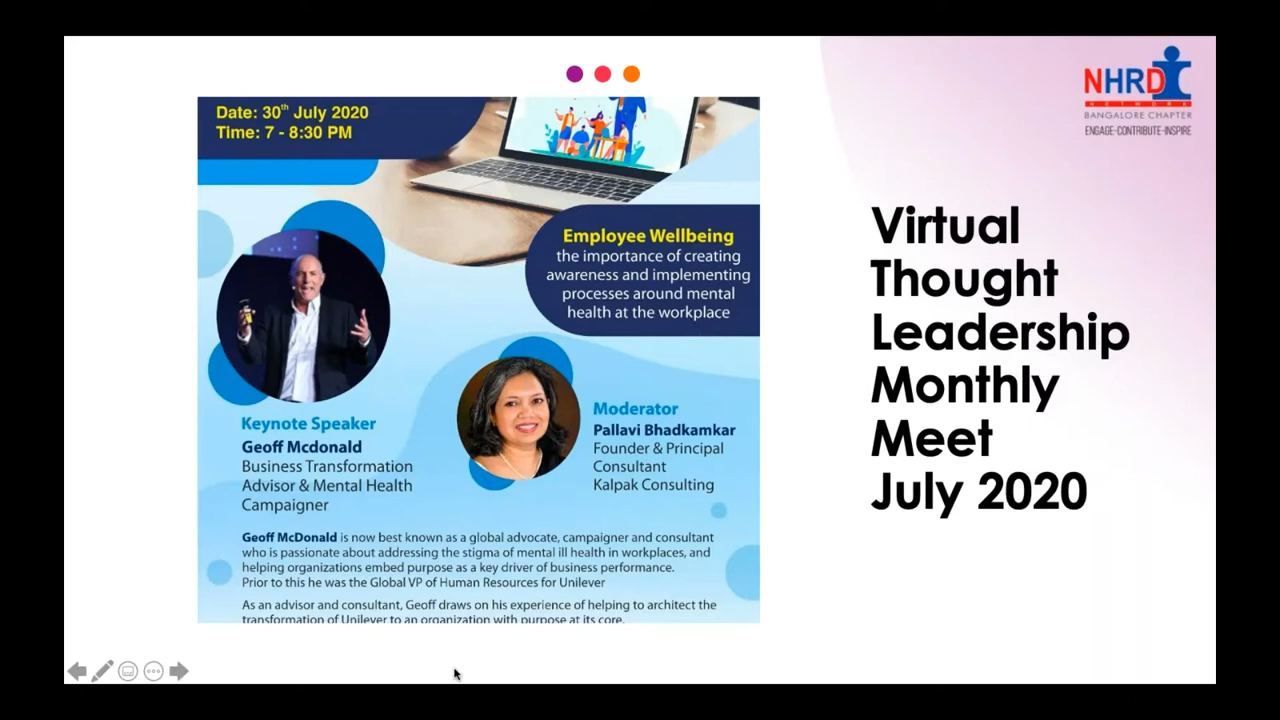 Date: 30th July 2020
Time: 7 - 8:30 PM
Employee Wellbeing
the importance of creating
awareness and implementing
processes around mental
health at the workplace
Keynote Speaker
Geoff Mcdonald
Business Transformation
Advisor & Mental Health
Campaigner
Moderator
Pallavi Bhadkamkar
Founder & Principal
Consultant
Kalpak Consulting
Geoff McDonald is now best known as a global advocate, campaigner and consultant
who is passionate about addressing the stigma of mental ill health in workplaces, and
helping organizations embed purpose as a key driver of business performance.
Prior to this he was the Global VP of Human Resources for Unilever
As an advisor and consultant, Geoff draws on his experience of helping to architect the
transformation of Unilever to an organization with purpose at its core.
NHRD
NETWORK
BANGALORE CHAPTER
ENGAGE-CONTRIBUTE-INSPIRE
Virtual
Thought
Leadership
Monthly
Meet
July 2020